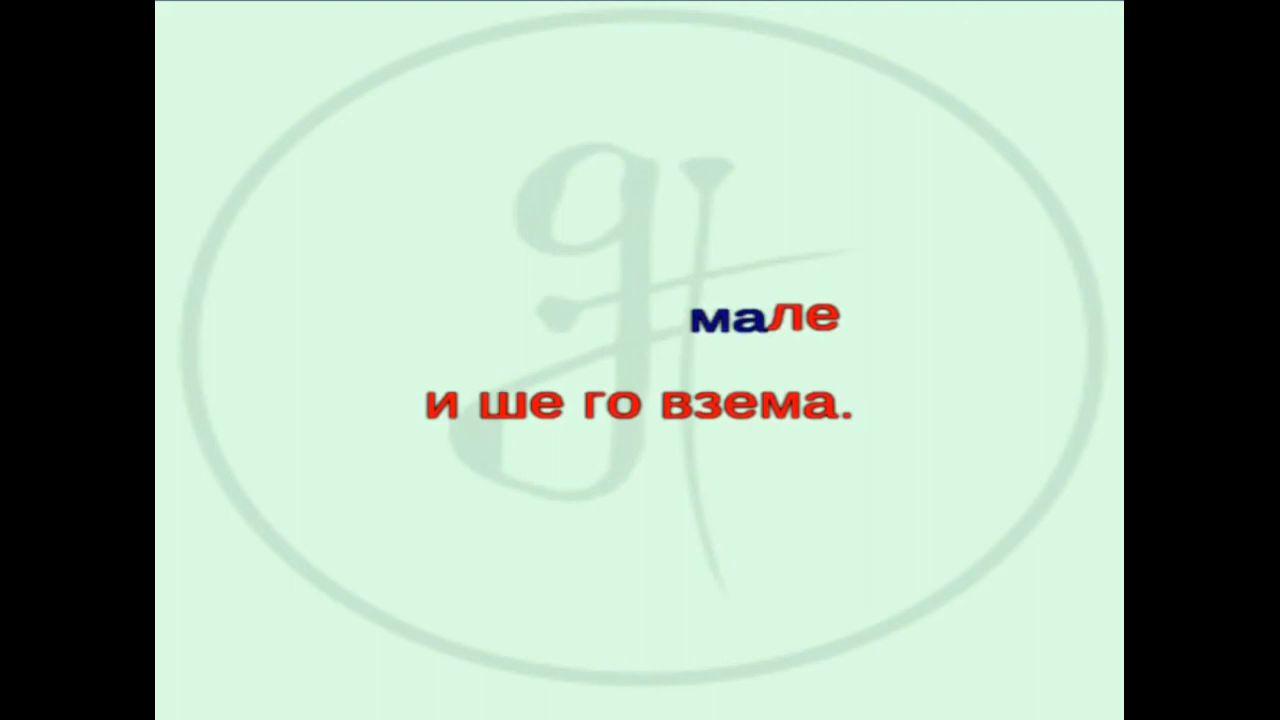 мале
и ше го взема.